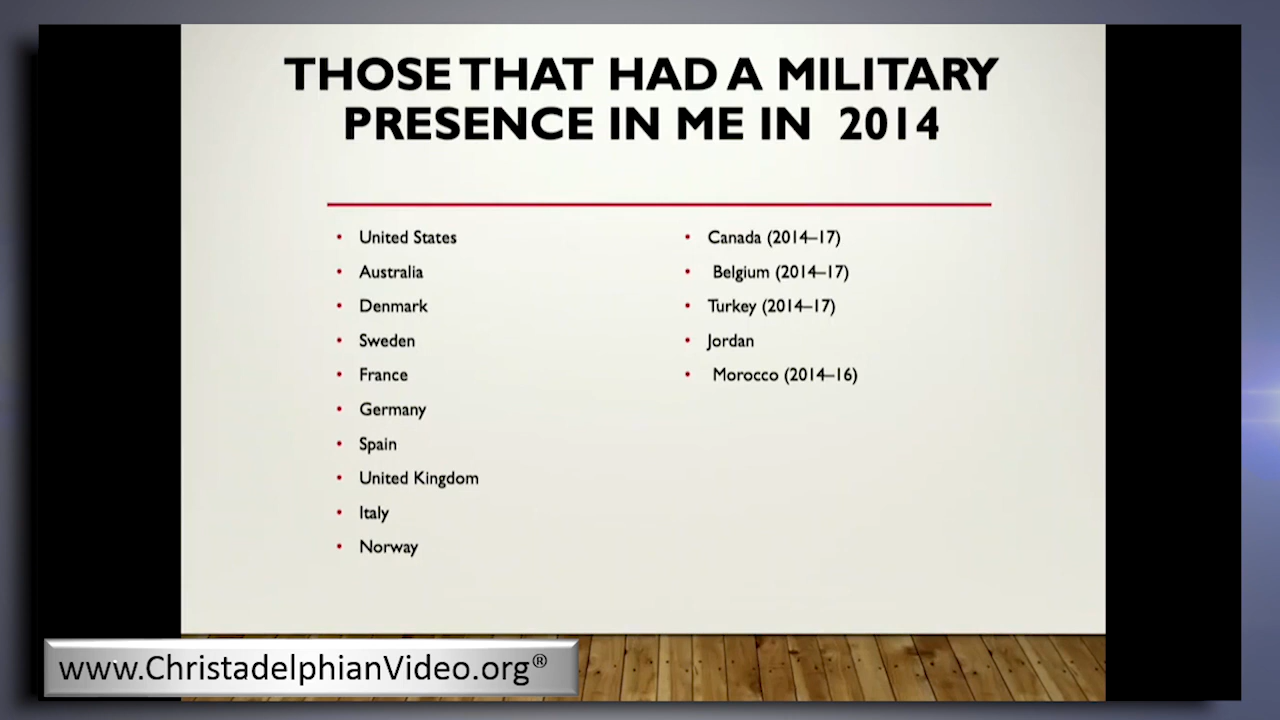 THOSE THAT HAD A MILITARY
PRESENCE IN ME IN 2014
• United States
• Australia
• Denmark
• Sweden
• France
• Germany
• Spain
• United Kingdom
• Italy
• Norway
• Canada (2014–17)
• Belgium (2014–17)
• Turkey (2014–17)
• Jordan
• Morocco (2014–16)
www.ChristadelphianVideo.org®